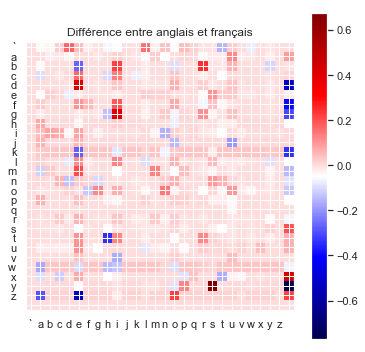 Différence entre anglais et français
` a b c d e f g h i j k l m n o p q r s t u v w x y z
0.6
0.4
0.2
0.0
−0.2
−0.4
−0.6
` a b c d e f g h i j k l m n o p q r s t u v w x y z